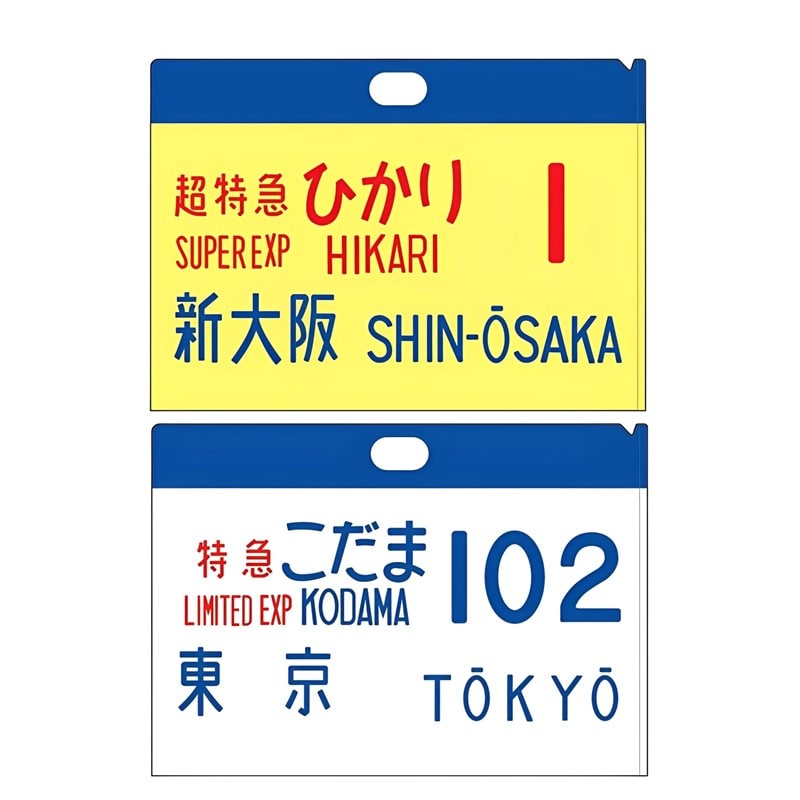 超特急 ひかり 1
SUPER EXP HIKARI
新大阪 SHIN-ŌSAKA
特急 こだま 102
LIMITED EXP KODAMA
東京 TŌKYŌ